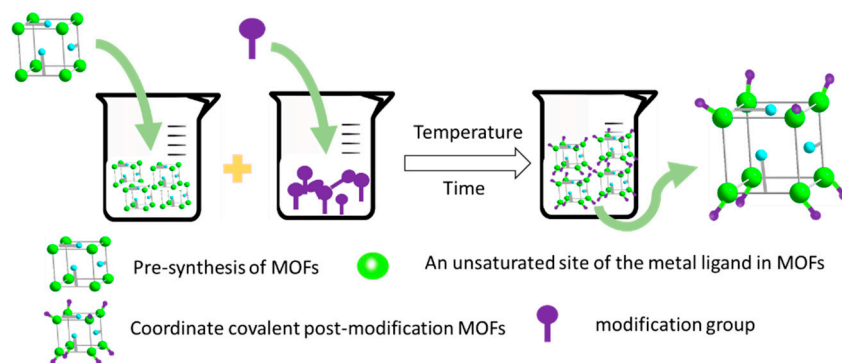 Temperature
Time
Pre-synthesis of MOFs
An unsaturated site of the metal ligand in MOFs
Coordinate covalent post-modification MOFs
modification group